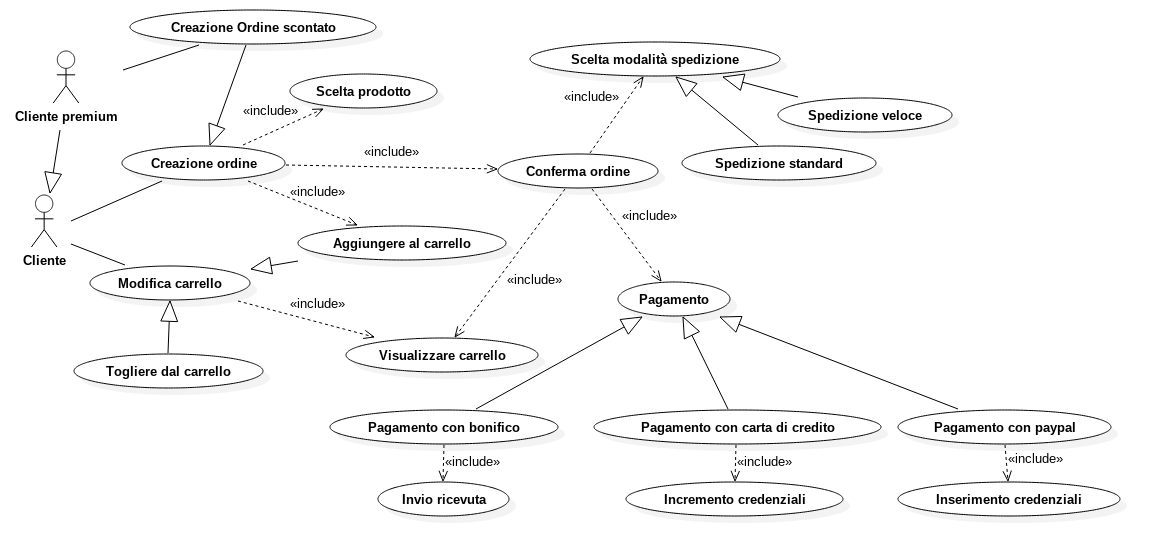 Creazione Ordine scontato
Scelta modalità spedizione
Cliente premium
Scelta prodotto
«include»
«include»
Spedizione veloce
Creazione ordine
«include»
Conferma ordine
Spedizione standard
«include»
«include»
Cliente
Aggiungere al carrello
Modifica carrello
«include»
«include»
Pagamento
Togliere dal carrello
Visualizzare carrello
Pagamento con bonifico
Pagamento con carta di credito
Pagamento con paypal
«include»
«include»
«include»
Invio ricevuta
Incremento credenziali
Inserimento credenziali